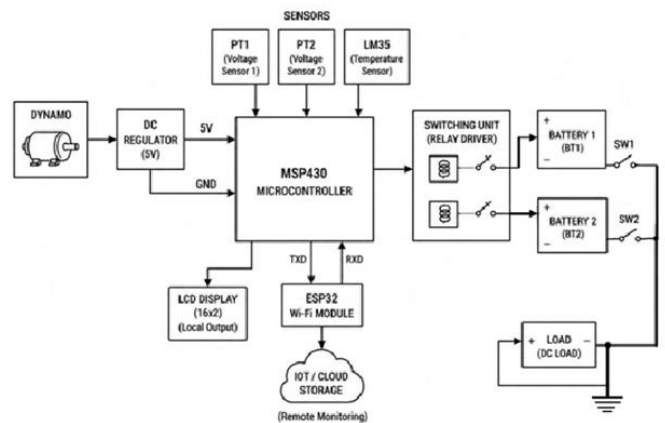 SENSORS
PT1
(Voltage
Sensor 1)
PT2
(Voltage
Sensor 2)
LM35
(Temperature
Sensor)
DYNAMO
DC
REGULATOR
(5V)
5V
GND
MSP430
MICROCONTROLLER
SWITCHING UNIT
(RELAY DRIVER)
+
BATTERY 1
(BT1)
–
SW1
+
BATTERY 2
(BT2)
–
SW2
TXD
RXD
LCD DISPLAY
(16x2)
(Local Output)
ESP32
Wi-Fi MODULE
IOT / CLOUD
STORAGE
(Remote Monitoring)
+ LOAD –
(DC LOAD)